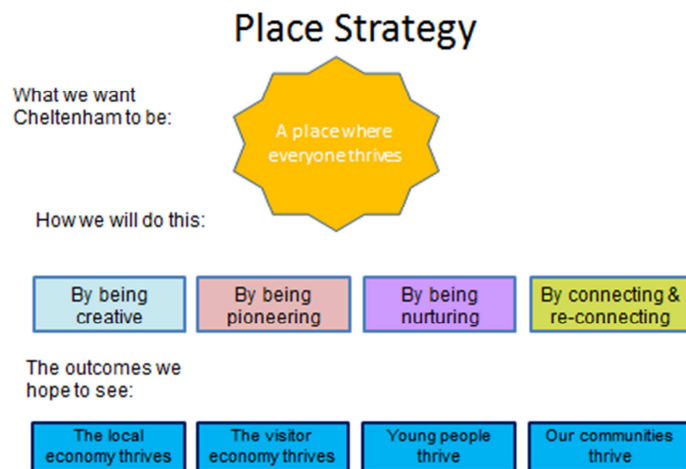 Place Strategy
What we want
Cheltenham to be:
A place where
everyone thrives
How we will do this:
By being
creative
By being
pioneering
By being
nurturing
By connecting &
re-connecting
The outcomes we
hope to see:
The local
economy thrives
The visitor
economy thrives
Young people
thrive
Our communities
thrive